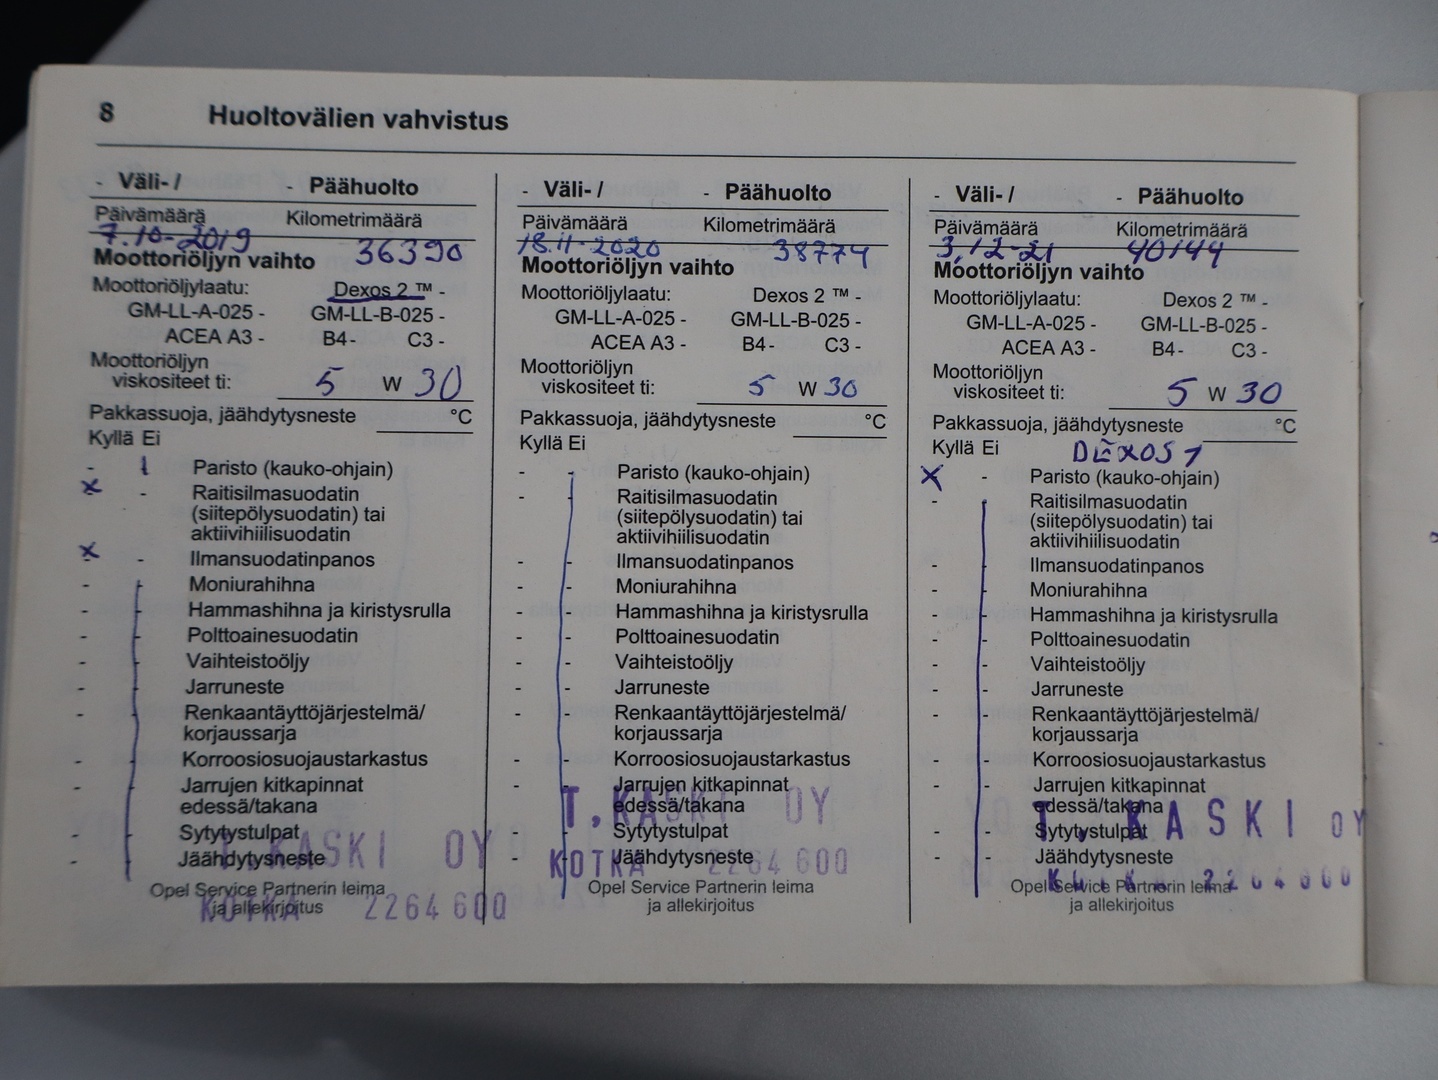 8 Huoltovälien vahvistus
- Väli- / - Päähuolto
Päivämäärä Kilometrimäärä
7.10-2019 36390
Moottoriöljyn vaihto
Moottoriöljylaatu: Dexos 2 ™ -
GM-LL-A-025 - GM-LL-B-025 -
ACEA A3 - B4- C3 -
Moottoriöljyn
viskositeet ti: 5 W 30
Pakkassuoja, jäähdytysneste °C
Kyllä Ei
- | Paristo (kauko-ohjain)
x - Raitisilmasuodatin
(siitepölysuodatin) tai
aktiivihiilisuodatin
x - Ilmansuodatinpanos
- - Moniurahihna
- - Hammashihna ja kiristysrulla
- - Polttoainesuodatin
- - Vaihteistoöljy
- - Jarruneste
- - Renkaantäyttöjärjestelmä/
korjaussarja
- - Korroosiosuojaustarkastus
- - Jarrujen kitkapinnat
edessä/takana
- - Sytytystulpat
- - Jäähdytysneste
T. KASKI OY
Opel Service Partnerin leima
ja allekirjoitus
KOTKA 2264 600
- Väli- / - Päähuolto
Päivämäärä Kilometrimäärä
18.11-2020 38774
Moottoriöljyn vaihto
Moottoriöljylaatu: Dexos 2 ™ -
GM-LL-A-025 - GM-LL-B-025 -
ACEA A3 - B4- C3 -
Moottoriöljyn
viskositeet ti: 5 W 30
Pakkassuoja, jäähdytysneste °C
Kyllä Ei
- - Paristo (kauko-ohjain)
- - Raitisilmasuodatin
(siitepölysuodatin) tai
aktiivihiilisuodatin
- - Ilmansuodatinpanos
- - Moniurahihna
- - Hammashihna ja kiristysrulla
- - Polttoainesuodatin
- - Vaihteistoöljy
- - Jarruneste
- - Renkaantäyttöjärjestelmä/
korjaussarja
- - Korroosiosuojaustarkastus
- - Jarrujen kitkapinnat
edessä/takana
T. KASKI OY
- - Sytytystulpat
- - Jäähdytysneste
KOTKA 2264 600
Opel Service Partnerin leima
ja allekirjoitus
- Väli- / - Päähuolto
Päivämäärä Kilometrimäärä
3.12-21 40144
Moottoriöljyn vaihto
Moottoriöljylaatu: Dexos 2 ™ -
GM-LL-A-025 - GM-LL-B-025 -
ACEA A3 - B4- C3 -
Moottoriöljyn
viskositeet ti: 5 W 30
Pakkassuoja, jäähdytysneste °C
Kyllä Ei DEXOS 1
x - Paristo (kauko-ohjain)
- - Raitisilmasuodatin
(siitepölysuodatin) tai
aktiivihiilisuodatin
- - Ilmansuodatinpanos
- - Moniurahihna
- - Hammashihna ja kiristysrulla
- - Polttoainesuodatin
- - Vaihteistoöljy
- - Jarruneste
- - Renkaantäyttöjärjestelmä/
korjaussarja
- - Korroosiosuojaustarkastus
- - Jarrujen kitkapinnat
edessä/takana
T. KASKI OY
- - Sytytystulpat
- - Jäähdytysneste
KOTKA 2264600
Opel Service Partnerin leima
ja allekirjoitus